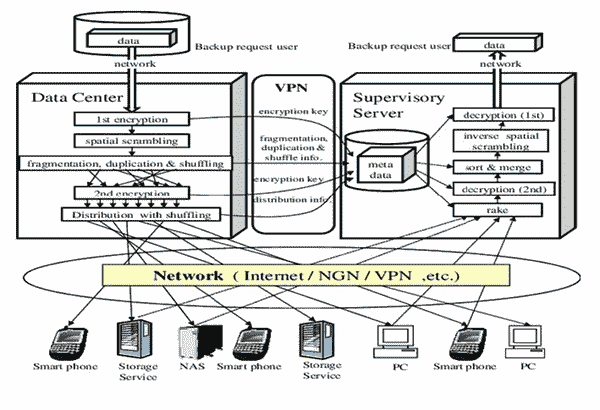 data
Backup request user
network
Data Center
1st encryption
spatial scrambling
fragmentation, duplication & shuffling
2nd encryption
Distribution with shuffling
VPN
encryption key
fragmentation,
duplication &
shuffle info.
encryption key
distribution info.
Backup request user
data
network
Supervisory
Server
meta
data
decryption (1st)
inverse spatial
scrambling
sort & merge
decryption (2nd)
rake
Network ( Internet / NGN / VPN ,etc.)
Smart phone
Storage
Service
NAS
Smart phone
Storage
Service
PC
Smart phone
PC